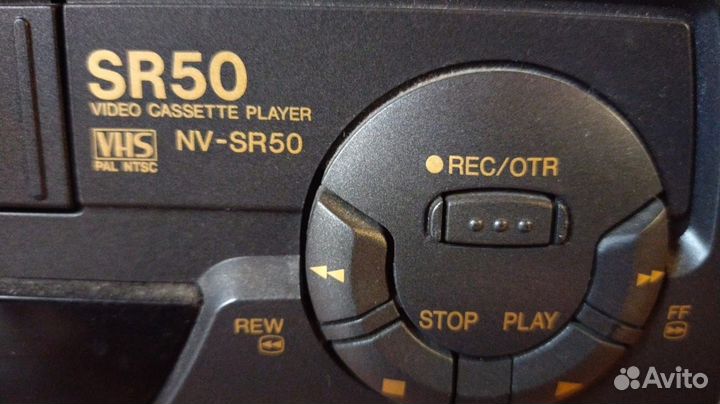 SR50
VIDEO CASSETTE PLAYER
VHS NV-SR50
PAL NTSC
REC/OTR
STOP PLAY
REW
FF
Avito